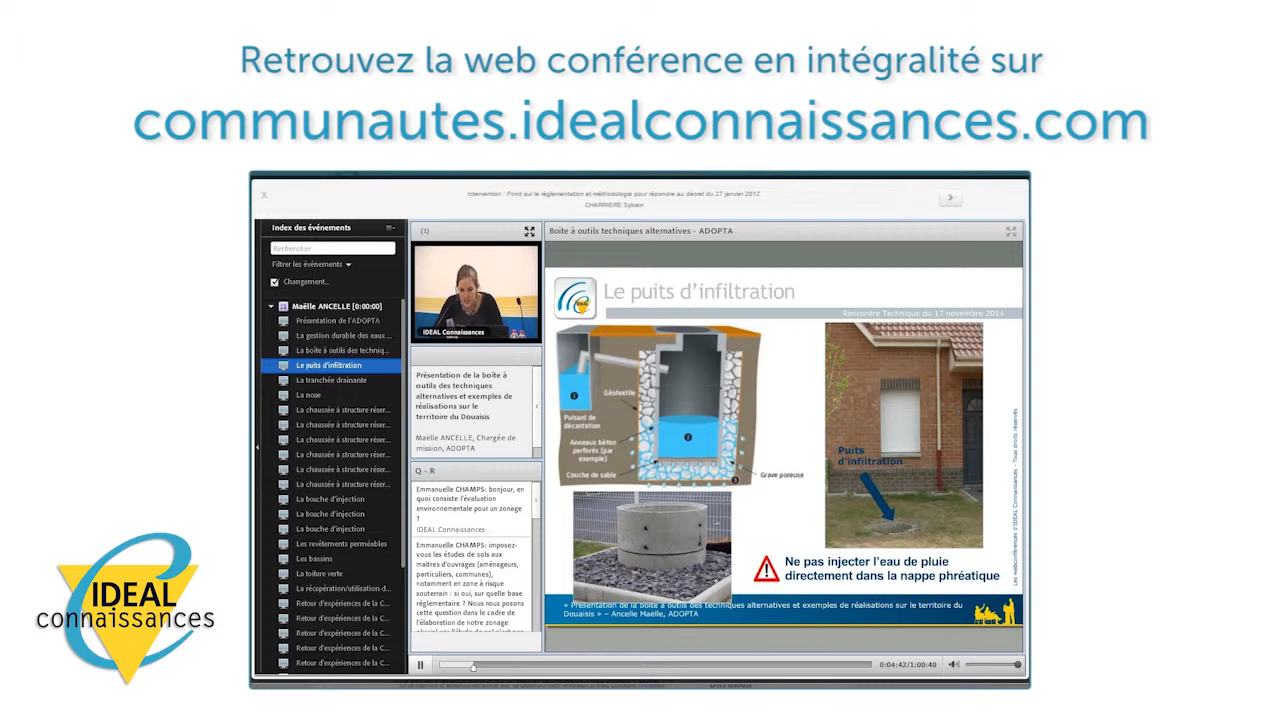 Retrouvez la web conférence en intégralité sur
communautes.idealconnaissances.com
X
Intervention : Point sur la réglementation et méthodologie pour répondre au décret du 27 janvier 2012
CHARRIERE Sylvain
Index des événements
Rechercher
Filtrer les événements
Changement...
Maëlle ANCELLE [0:00:00]
Présentation de l'ADOPTA
La gestion durable des eaux ...
La boîte à outils des techniq...
Le puits d'infiltration
La tranchée drainante
La noue
La chaussée à structure réser...
La chaussée à structure réser...
La chaussée à structure réser...
La chaussée à structure réser...
La chaussée à structure réser...
La chaussée à structure réser...
La bouche d'injection
La bouche d'injection
La bouche d'injection
Les revêtements perméables
Les bassins
La toiture verte
La récupération/utilisation d...
Retour d'expériences de la C...
Retour d'expériences de la C...
Retour d'expériences de la C...
Retour d'expériences de la C...
Retour d'expériences de la C...
(1)
IDEAL Connaissances
Présentation de la boîte à
outils des techniques
alternatives et exemples de
réalisations sur le
territoire du Douaisis
Maëlle ANCELLE, Chargée de
mission, ADOPTA
Q - R
Emmanuelle CHAMPS: bonjour, en
quoi consiste l'évaluation
environnementale pour un zonage
?
IDEAL Connaissances:
Emmanuelle CHAMPS: imposez-
vous les études de sols aux
maitres d'ouvrages (aménageurs,
particuliers, communes),
notamment en zone à risque
souterrain : si oui, sur quelle base
réglementaire ? Nous nous posons
cette question dans le cadre de
l'élaboration de notre zonage
Boite à outils techniques alternatives - ADOPTA
IDEAL
Le puits d'infiltration
Rencontre Technique du 17 novembre 2014
1
Géotextile
Puisard de
décantation
2
Anneaux béton
perforés (par
exemple)
Couche de sable
3
Grave poreuse
Puits
d'infiltration
Ne pas injecter l'eau de pluie
directement dans la nappe phréatique
Les webconférences d'IDEAL Connaissances - Tous droits réservés
« Présentation de la boîte à outils des techniques alternatives et exemples de réalisations sur le territoire du
Douaisis » – Ancelle Maëlle, ADOPTA
0:04:42/1:00:40
IDEAL
connaissances